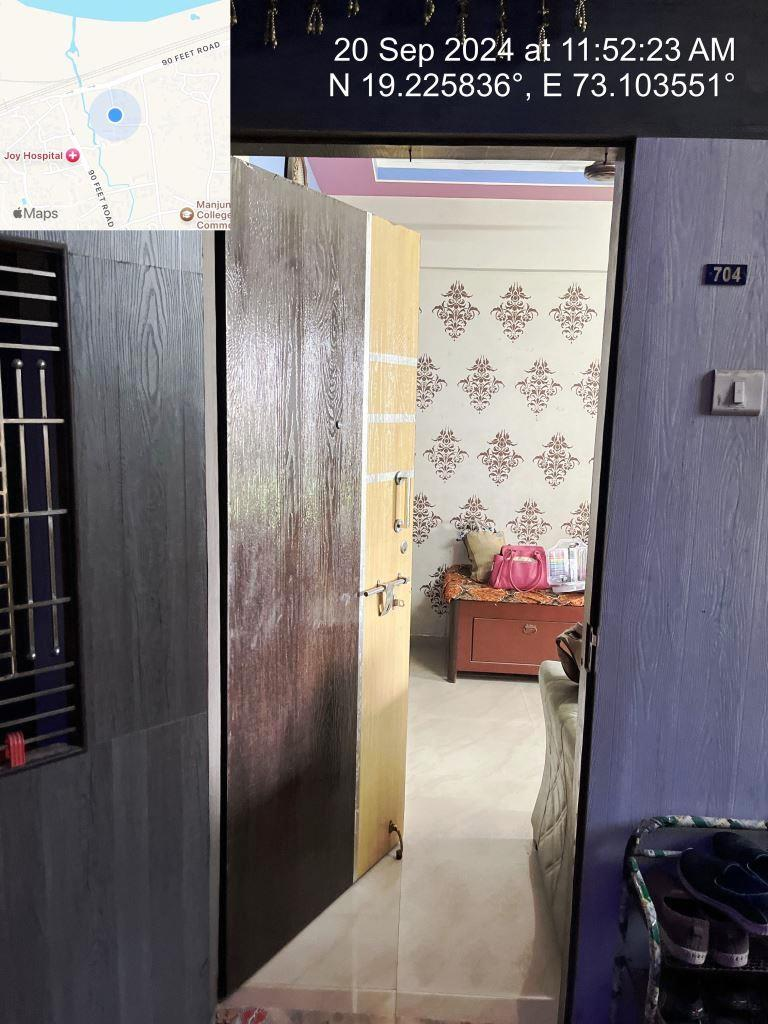 20 Sep 2024 at 11:52:23 AM
N 19.225836°, E 73.103551°
90 FEET ROAD
Joy Hospital
90 FEET ROAD
Manjun
College
Comme
Maps
704